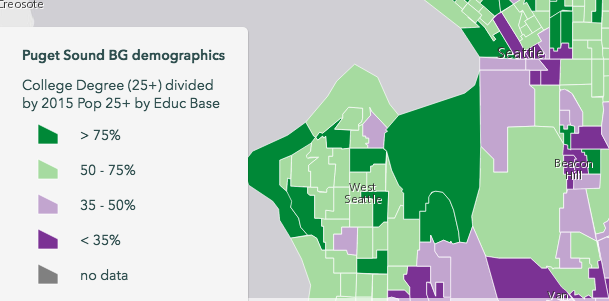 Creosote
Puget Sound BG demographics
College Degree (25+) divided
by 2015 Pop 25+ by Educ Base
> 75%
50 - 75%
35 - 50%
< 35%
no data
Seattle
West
Seattle
Beacon
Hill
Van